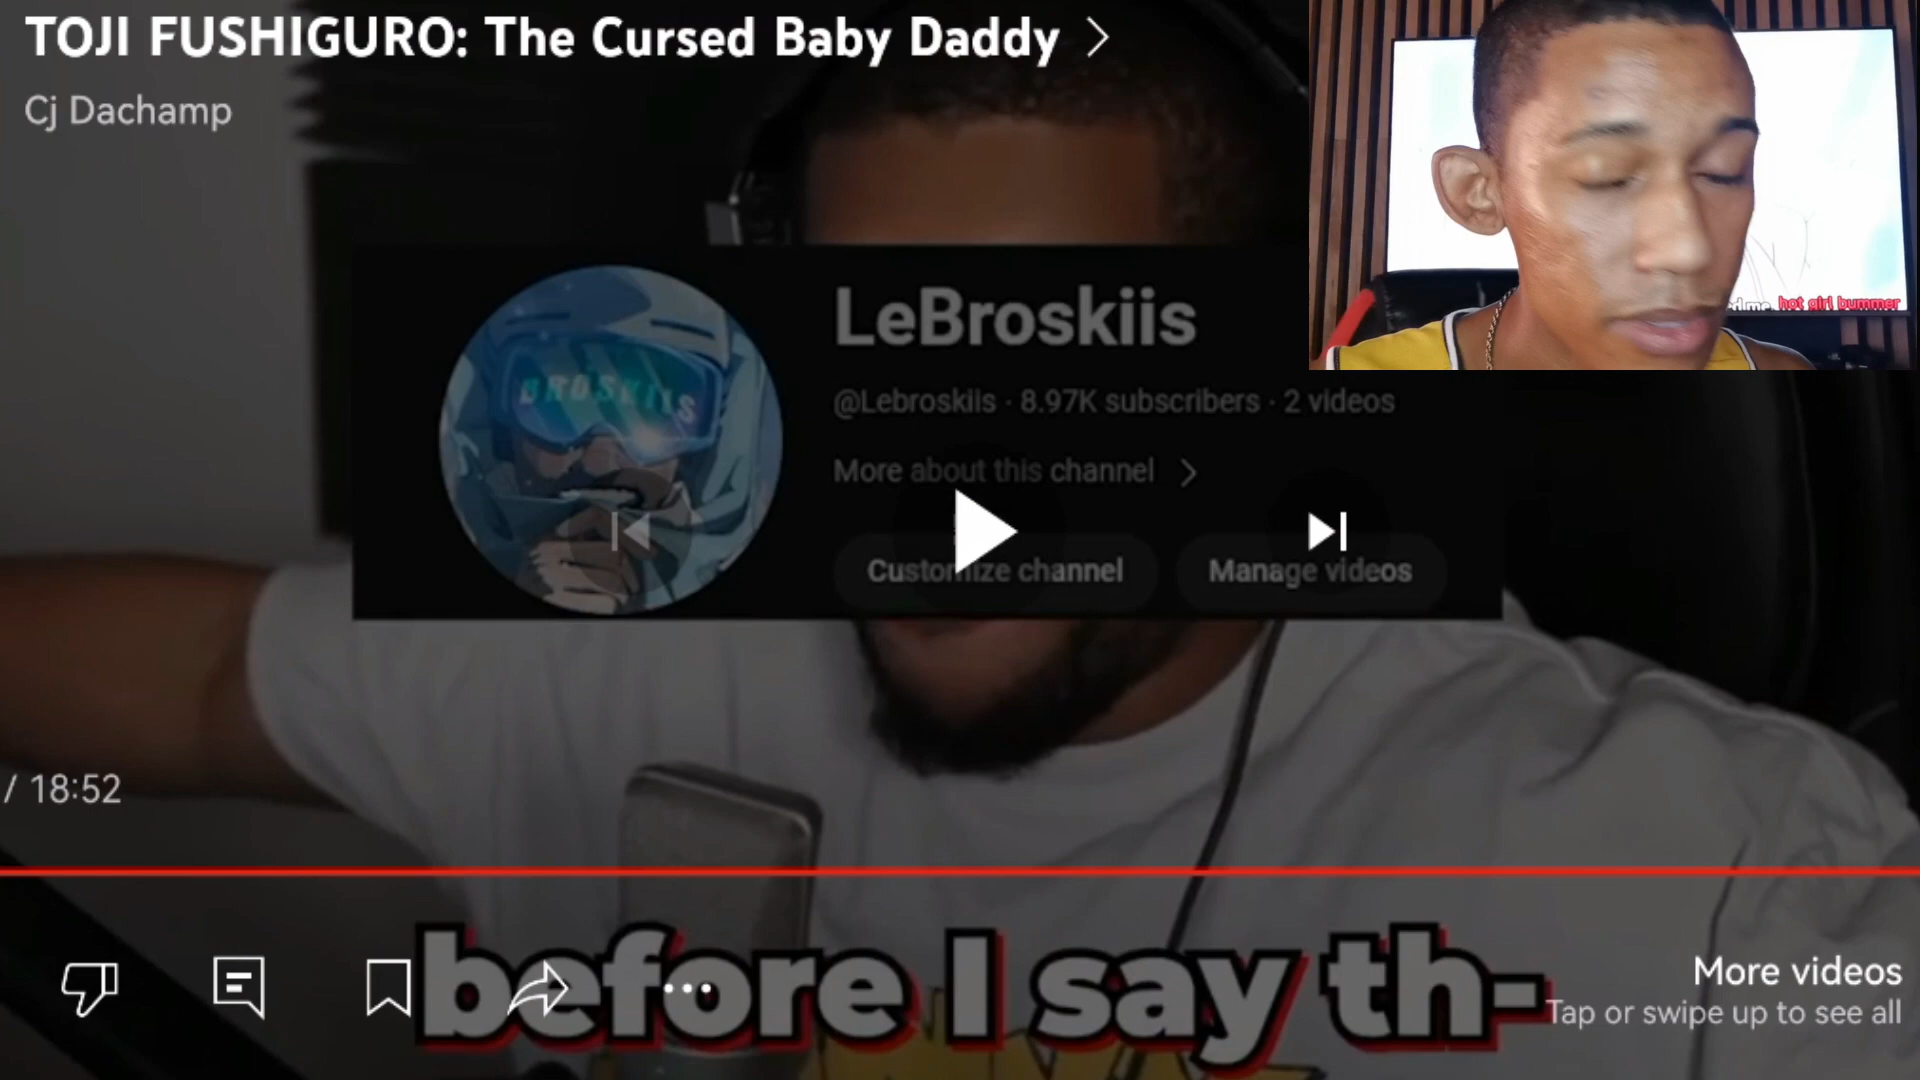 TOJI FUSHIGURO: The Cursed Baby Daddy
Cj Dachamp
hot girl bummer
BROSKIIS
LeBroskiis
@Lebroskiis · 8.97K subscribers · 2 videos
More about this channel
Customize channel
Manage videos
/ 18:52
before I say th-
More videos
Tap or swipe up to see all